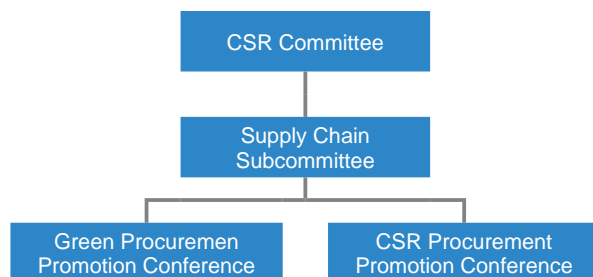 CSR Committee
Supply Chain
Subcommittee
Green Procuremen
Promotion Conference
CSR Procurement
Promotion Conference